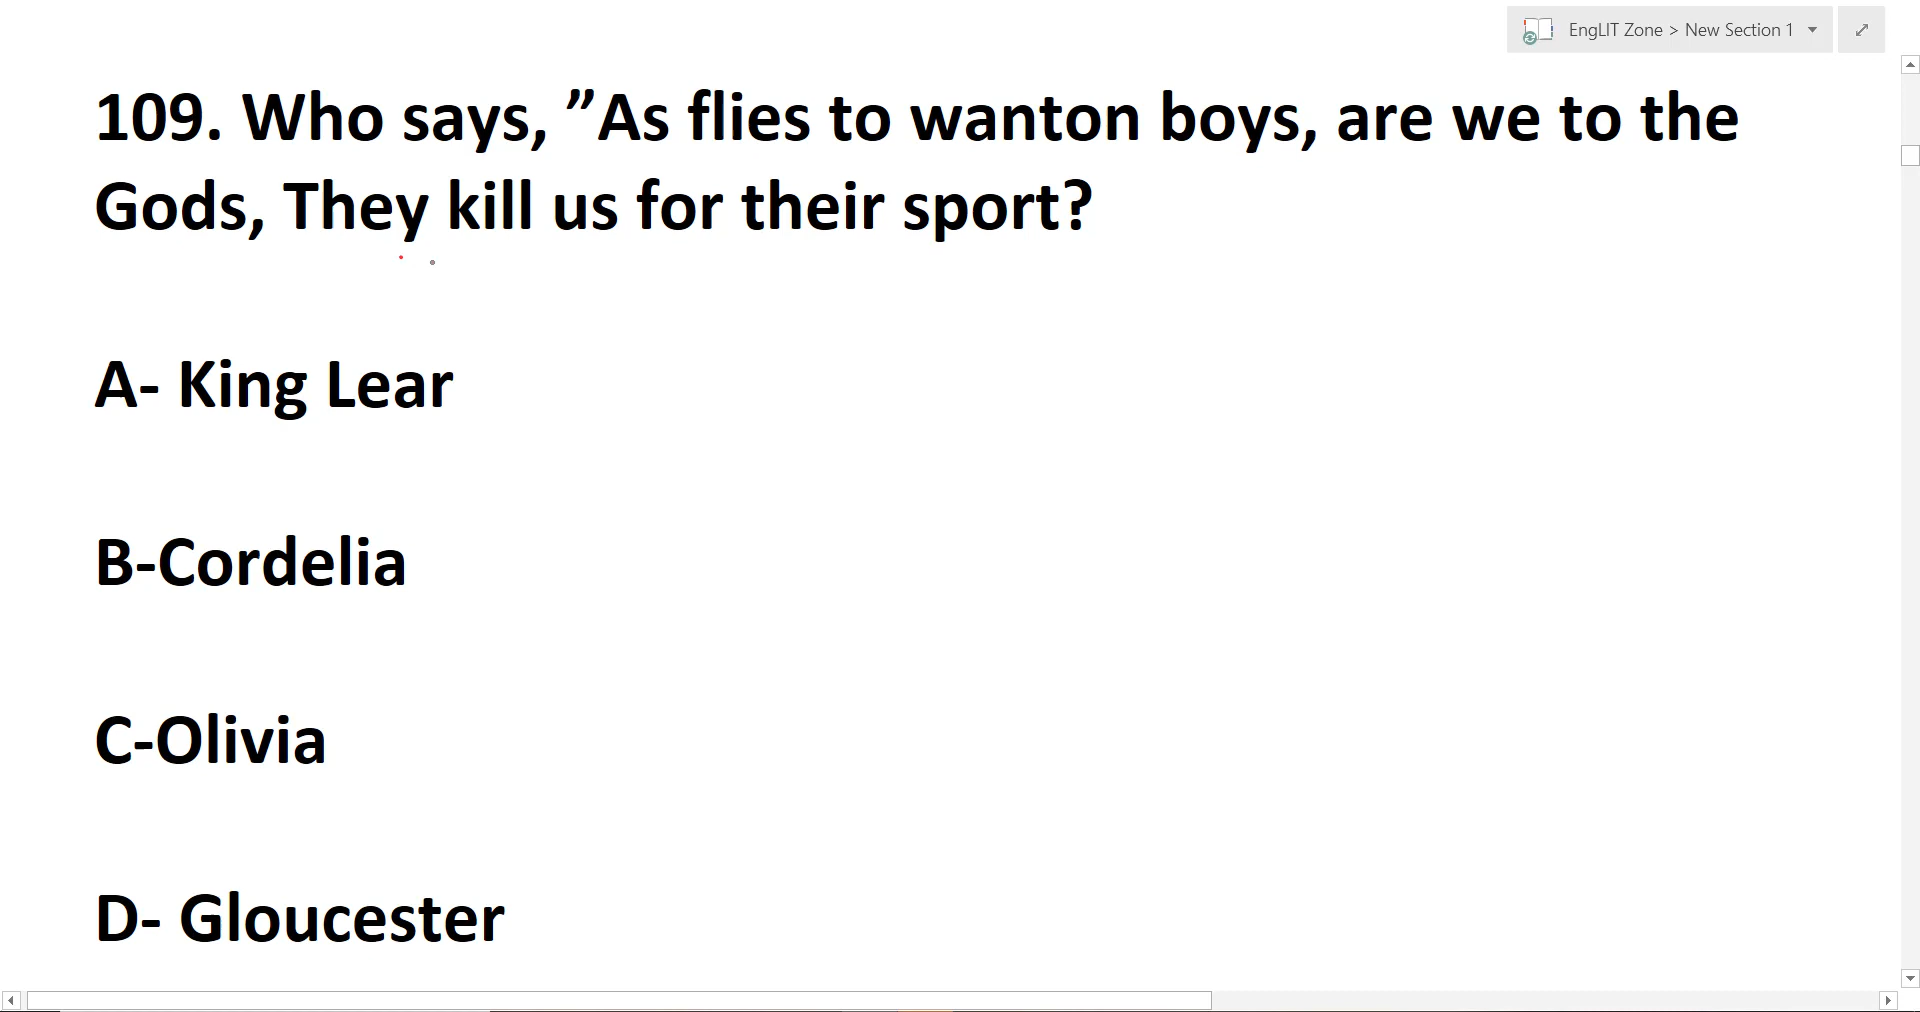 EngLIT Zone > New Section 1
109. Who says, ”As flies to wanton boys, are we to the
Gods, They kill us for their sport?
A- King Lear
B-Cordelia
C-Olivia
D- Gloucester